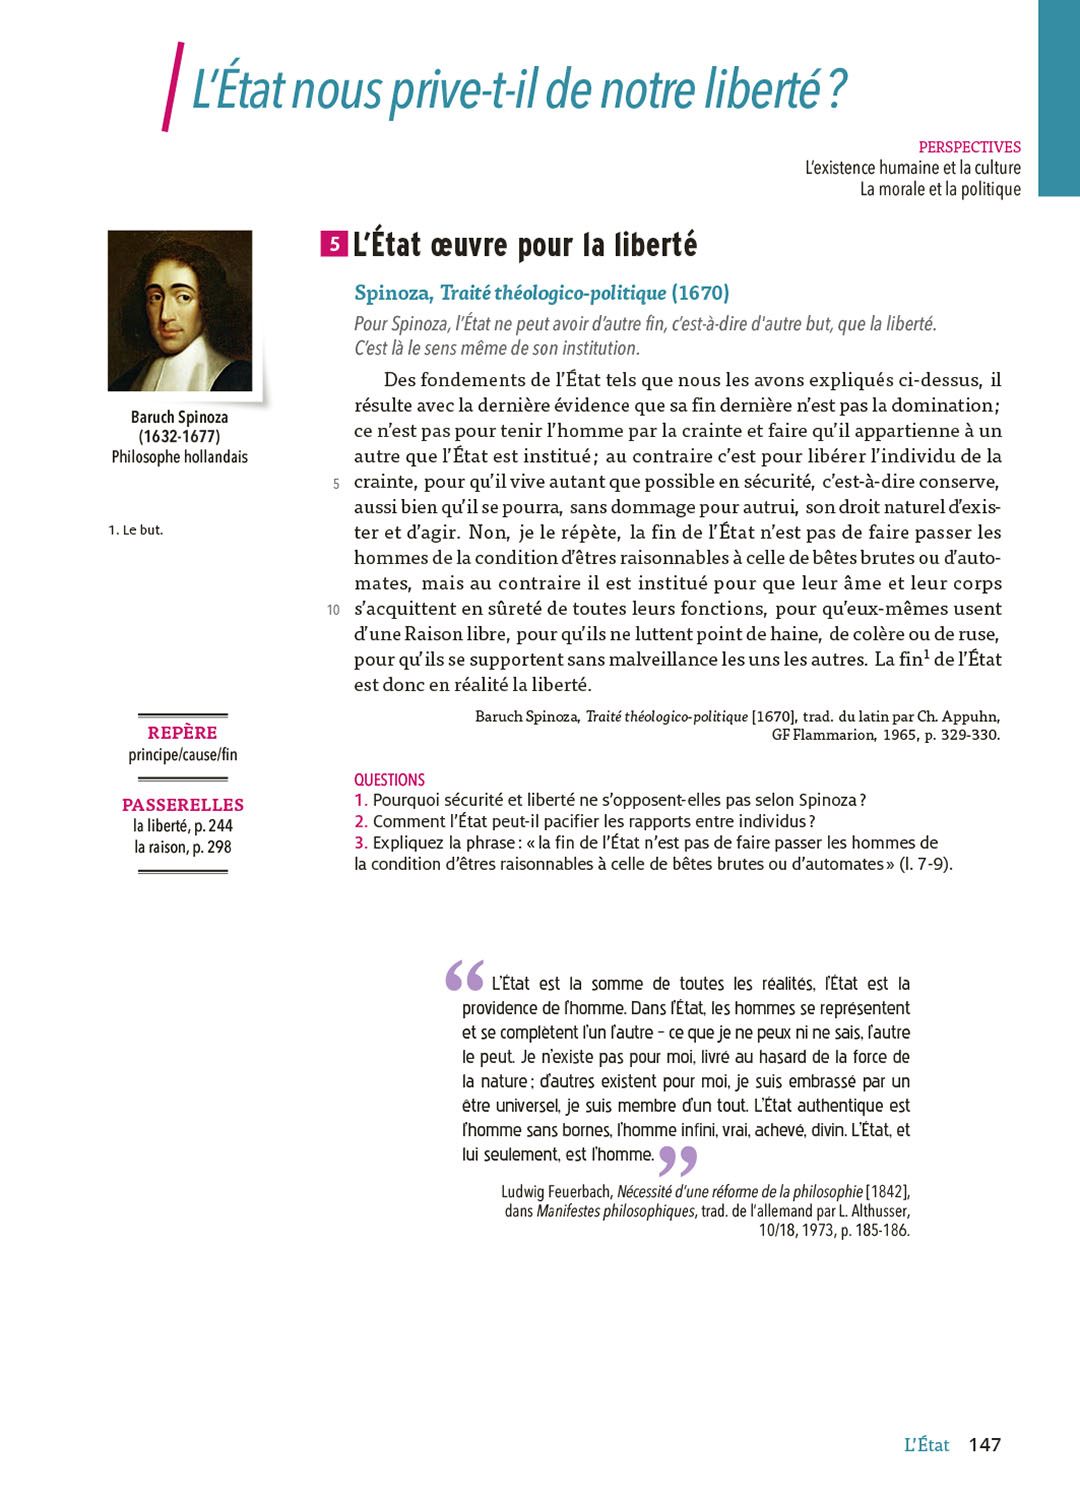 L’État nous prive-t-il de notre liberté ?
PERSPECTIVES
L’existence humaine et la culture
La morale et la politique
5 L’État œuvre pour la liberté
Spinoza, Traité théologico-politique (1670)
Pour Spinoza, l’État ne peut avoir d’autre fin, c’est-à-dire d'autre but, que la liberté.
C’est là le sens même de son institution.
Baruch Spinoza
(1632-1677)
Philosophe hollandais
1. Le but.
Des fondements de l’État tels que nous les avons expliqués ci-dessus, il
résulte avec la dernière évidence que sa fin dernière n’est pas la domination ;
ce n’est pas pour tenir l’homme par la crainte et faire qu’il appartienne à un
autre que l’État est institué ; au contraire c’est pour libérer l’individu de la
5 crainte, pour qu’il vive autant que possible en sécurité, c’est-à-dire conserve,
aussi bien qu’il se pourra, sans dommage pour autrui, son droit naturel d’exis-
ter et d’agir. Non, je le répète, la fin de l’État n’est pas de faire passer les
hommes de la condition d’êtres raisonnables à celle de bêtes brutes ou d’auto-
mates, mais au contraire il est institué pour que leur âme et leur corps
10 s’acquittent en sûreté de toutes leurs fonctions, pour qu’eux-mêmes usent
d’une Raison libre, pour qu’ils ne luttent point de haine, de colère ou de ruse,
pour qu’ils se supportent sans malveillance les uns les autres. La fin1 de l’État
est donc en réalité la liberté.
Baruch Spinoza, Traité théologico-politique [1670], trad. du latin par Ch. Appuhn,
GF Flammarion, 1965, p. 329-330.
REPÈRE
principe/cause/fin
PASSERELLES
la liberté, p. 244
la raison, p. 298
QUESTIONS
1. Pourquoi sécurité et liberté ne s’opposent-elles pas selon Spinoza ?
2. Comment l’État peut-il pacifier les rapports entre individus ?
3. Expliquez la phrase : « la fin de l’État n’est pas de faire passer les hommes de
la condition d’êtres raisonnables à celle de bêtes brutes ou d’automates » (l. 7-9).
“ L’État est la somme de toutes les réalités, l’État est la
providence de l’homme. Dans l’État, les hommes se représentent
et se complètent l’un l’autre – ce que je ne peux ni ne sais, l’autre
le peut. Je n’existe pas pour moi, livré au hasard de la force de
la nature ; d’autres existent pour moi, je suis embrassé par un
être universel, je suis membre d’un tout. L’État authentique est
l’homme sans bornes, l’homme infini, vrai, achevé, divin. L’État, et
lui seulement, est l’homme. ”
Ludwig Feuerbach, Nécessité d’une réforme de la philosophie [1842],
dans Manifestes philosophiques, trad. de l’allemand par L. Althusser,
10/18, 1973, p. 185-186.
L’État 147